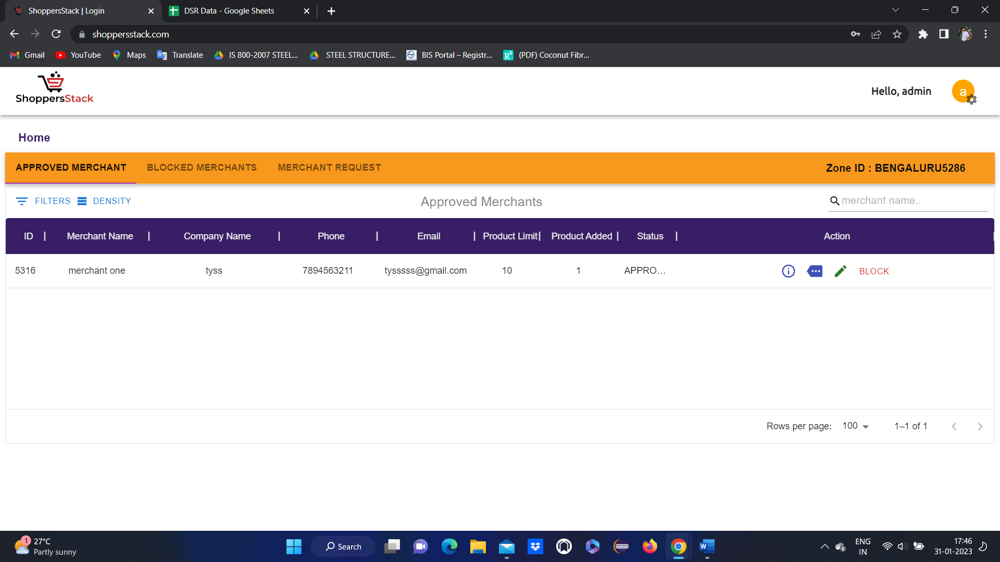 ShoppersStack | Login
DSR Data - Google Sheets
shoppersstack.com
Gmail
YouTube
Maps
Translate
IS 800-2007 STEEL...
STEEL STRUCTURE...
BIS Portal – Registr...
(PDF) Coconut Fibr...
ShoppersStack
Hello, admin
a
Home
APPROVED MERCHANT
BLOCKED MERCHANTS
MERCHANT REQUEST
Zone ID : BENGALURU5286
FILTERS
DENSITY
Approved Merchants
merchant name..
ID | Merchant Name | Company Name | Phone | Email | Product Limit | Product Added | Status | Action
5316 merchant one tyss 7894563211 tysssss@gmail.com 10 1 APPRO... BLOCK
Rows per page: 100 1–1 of 1
1
27°C
Partly sunny
Search
ENG
IN
17:46
31-01-2023